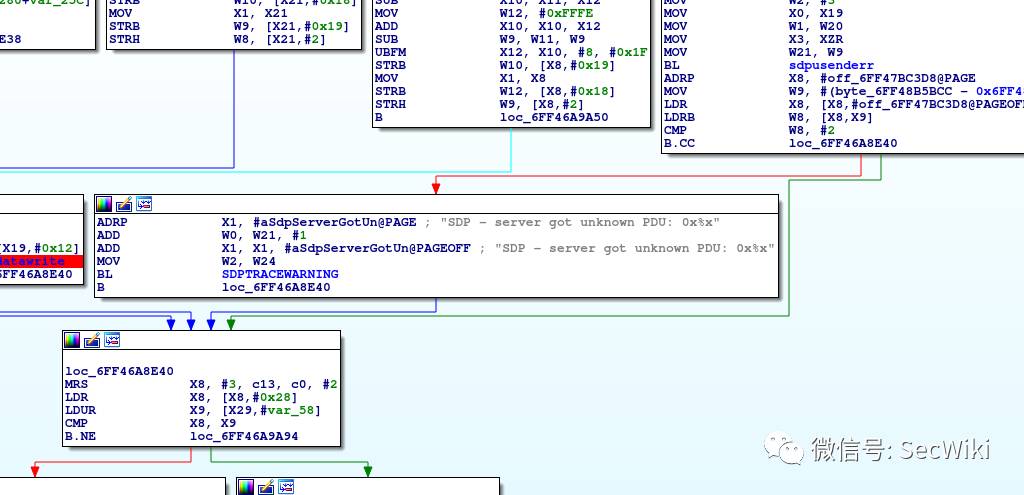 280+var_25C]
E38
STRB W10, [X21,#0x18]
MOV X1, X21
STRB W9, [X21,#0x19]
STRH W8, [X21,#2]
SUB X10, X11, X12
MOV W12, #0xFFFE
ADD X10, X10, X12
SUB W9, W11, W9
UBFM X12, X10, #8, #0x1F
STRB W10, [X8,#0x19]
MOV X1, X8
STRB W12, [X8,#0x18]
STRH W9, [X8,#2]
B loc_6FF46A9A50
MOV W2, #3
MOV X0, X19
MOV W1, W20
MOV X3, XZR
MOV W21, W9
BL sdpusenderr
ADRP X8, #off_6FF47BC3D8@PAGE
MOV W9, #(byte_6FF48B5BCC - 0x6FF4
LDR X8, [X8,#off_6FF47BC3D8@PAGEOFF
LDRB W8, [X8,X9]
CMP W8, #2
B.CC loc_6FF46A8E40
[X19,#0x12]
datawrite
6FF46A8E40
ADRP X1, #aSdpServerGotUn@PAGE ; "SDP - server got unknown PDU: 0x%x"
ADD W0, W21, #1
ADD X1, X1, #aSdpServerGotUn@PAGEOFF ; "SDP - server got unknown PDU: 0x%x"
MOV W2, W24
BL SDPTRACEWARNING
B loc_6FF46A8E40
loc_6FF46A8E40
MRS X8, #3, c13, c0, #2
LDR X8, [X8,#0x28]
LDUR X9, [X29,#var_58]
CMP X8, X9
B.NE loc_6FF46A9A94
微信号: SecWiki